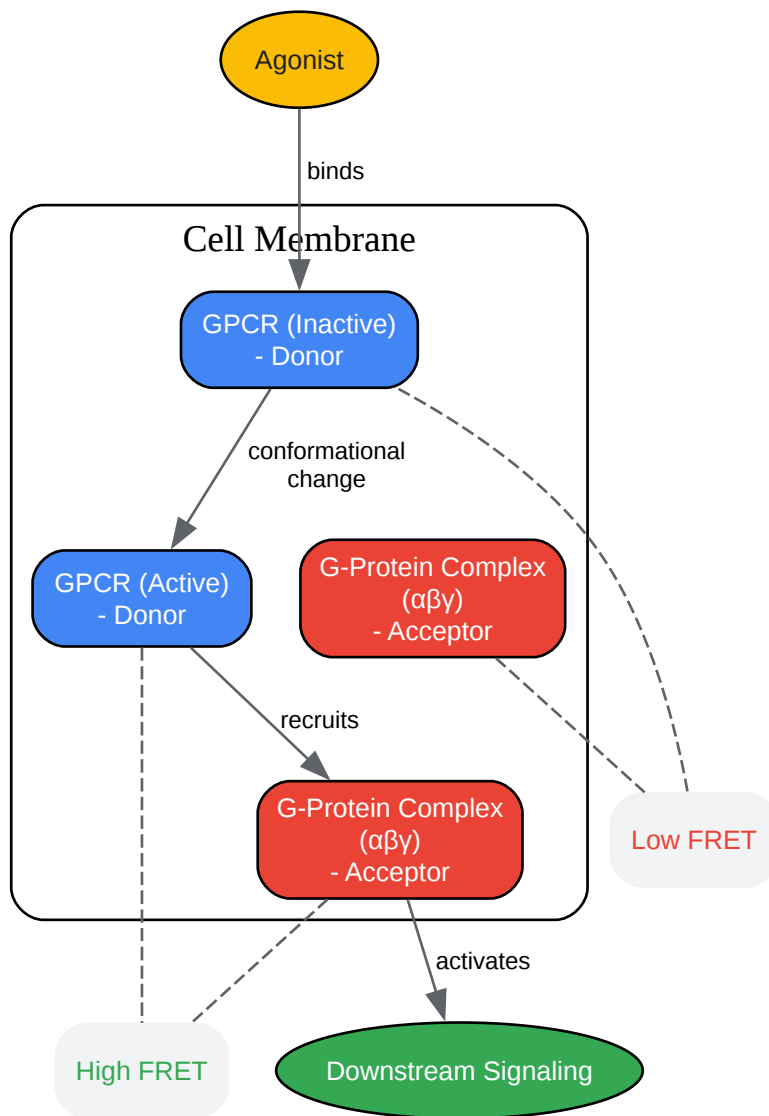 Agonist
binds
Cell Membrane
GPCR (Inactive)
- Donor
conformational
change
GPCR (Active)
- Donor
G-Protein Complex
(αβγ)
- Acceptor
recruits
G-Protein Complex
(αβγ)
- Acceptor
Low FRET
activates
High FRET
Downstream Signaling